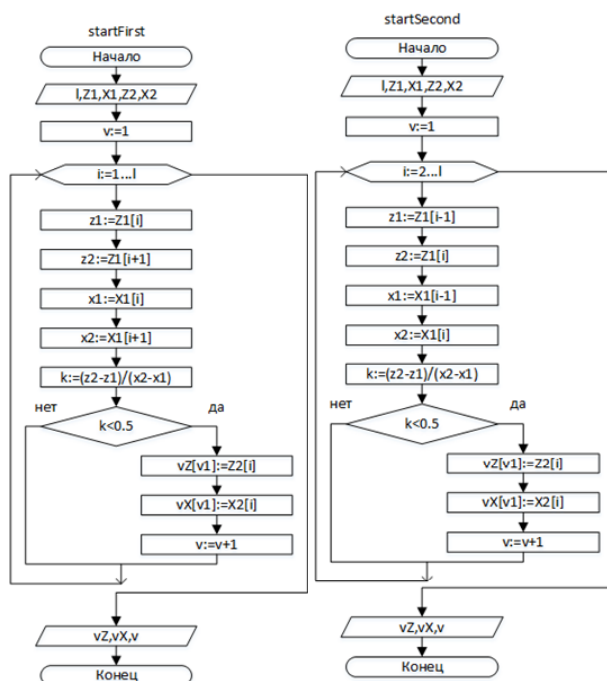 startFirst
Начало
l,Z1,X1,Z2,X2
v:=1
i:=1...l
z1:=Z1[i]
z2:=Z1[i+1]
x1:=X1[i]
x2:=X1[i+1]
k:=(z2-z1)/(x2-x1)
нет
да
k<0.5
vZ[v1]:=Z2[i]
vX[v1]:=X2[i]
v:=v+1
vZ,vX,v
Конец
startSecond
Начало
l,Z1,X1,Z2,X2
v:=1
i:=2...l
z1:=Z1[i-1]
z2:=Z1[i]
x1:=X1[i-1]
x2:=X1[i]
k:=(z2-z1)/(x2-x1)
нет
да
k<0.5
vZ[v1]:=Z2[i]
vX[v1]:=X2[i]
v:=v+1
vZ,vX,v
Конец